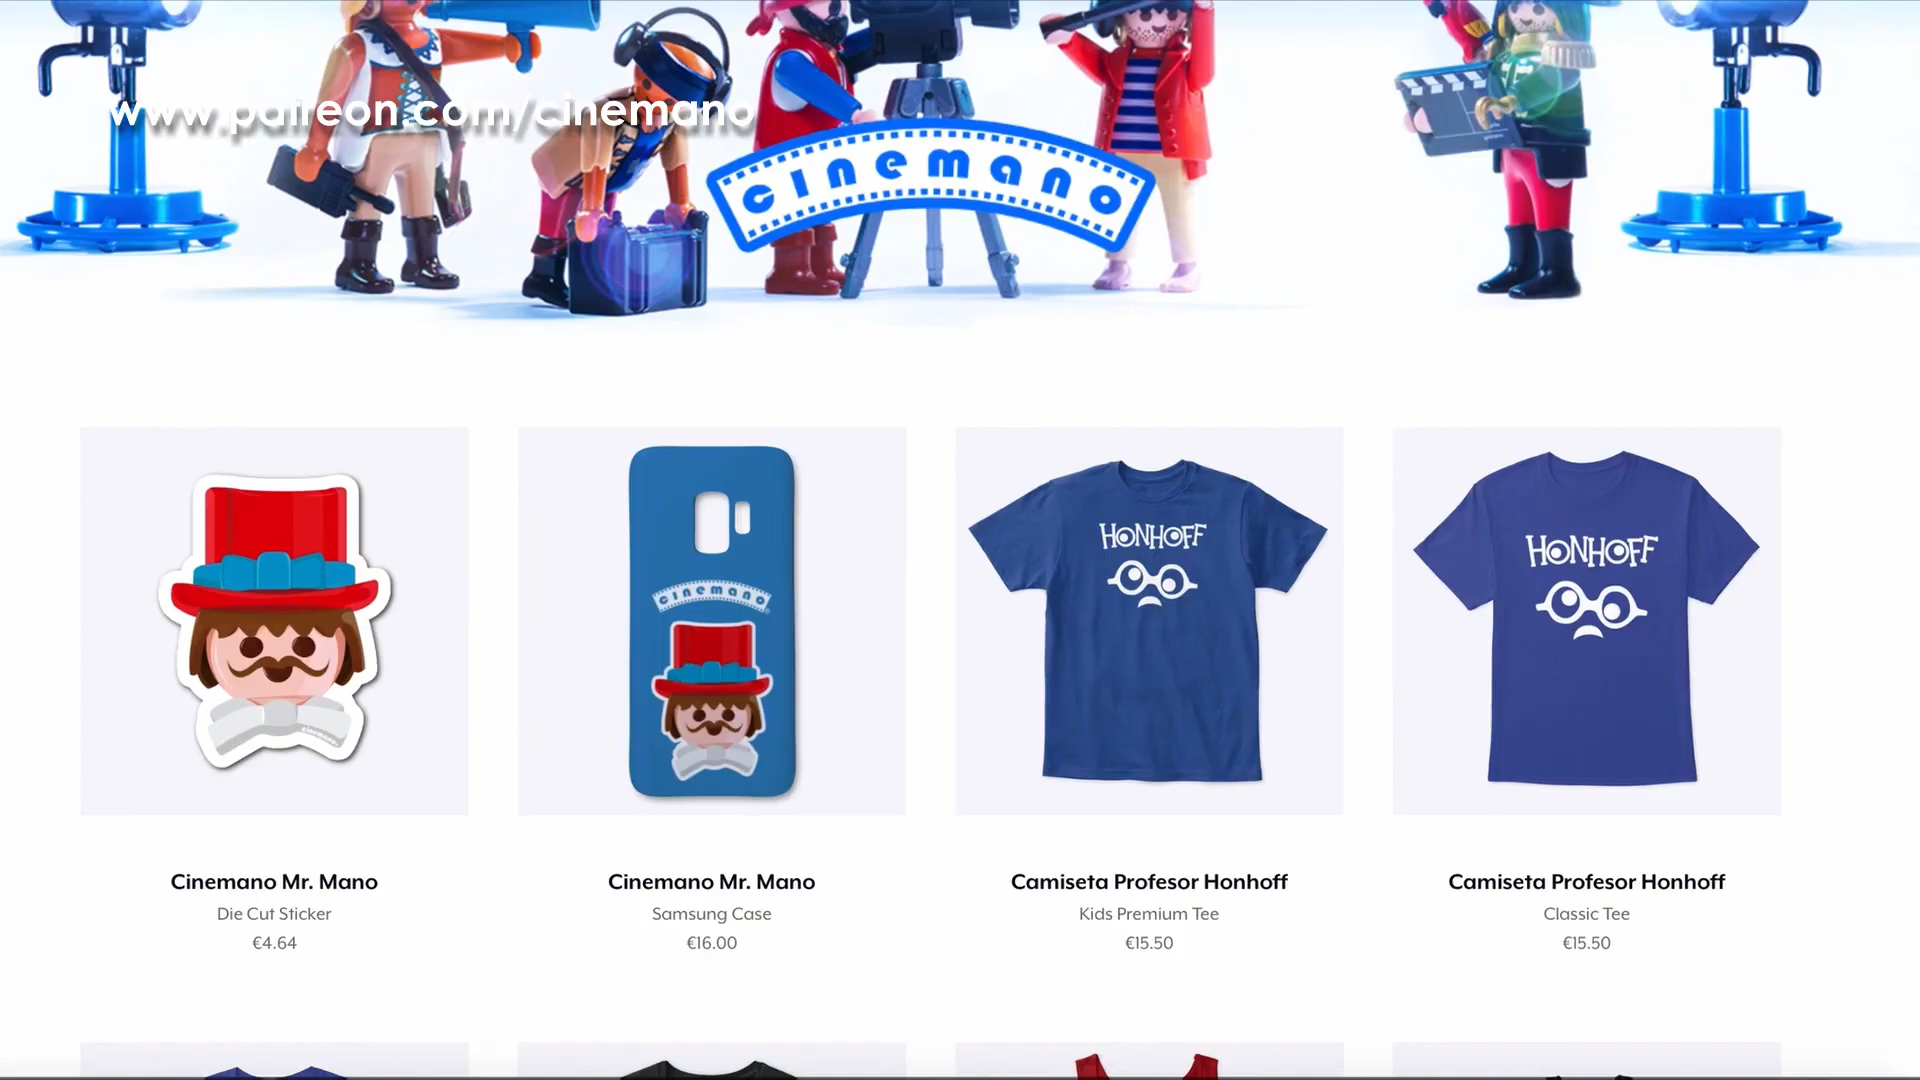 www.patreon.com/cinemano
cinemano
HONHOFF
HONHOFF
cinemano
cinemano
Cinemano Mr. Mano
Cinemano Mr. Mano
Camiseta Profesor Honhoff
Camiseta Profesor Honhoff
Die Cut Sticker
Samsung Case
Kids Premium Tee
Classic Tee
€4.64
€16.00
€15.50
€15.50